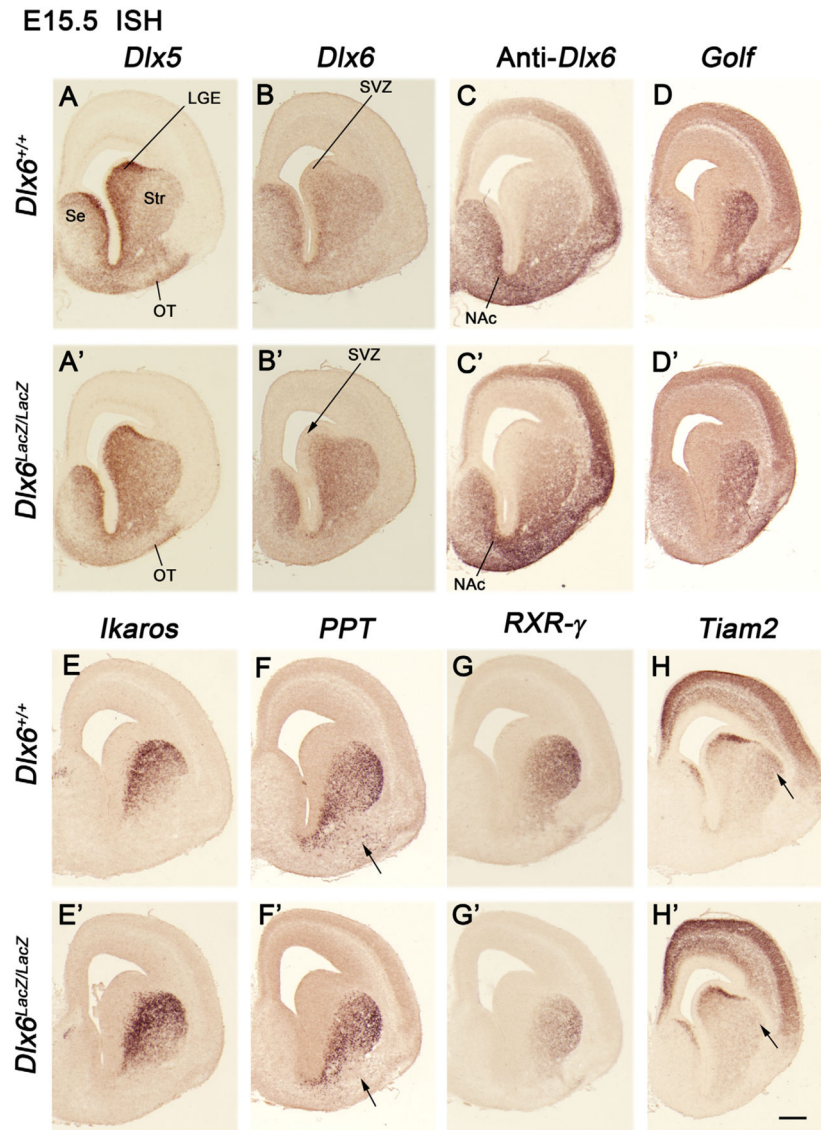 E15.5 ISH
Dlx5 Dlx6 Anti-Dlx6 Golf
Dlx6+/+
A LGE Se Str OT
B SVZ
C NAc
D
Dlx6LacZ/LacZ
A' OT
B' SVZ
C' NAc
D'
Ikaros PPT RXR-γ Tiam2
Dlx6+/+
E F G H
Dlx6LacZ/LacZ
E' F' G' H'